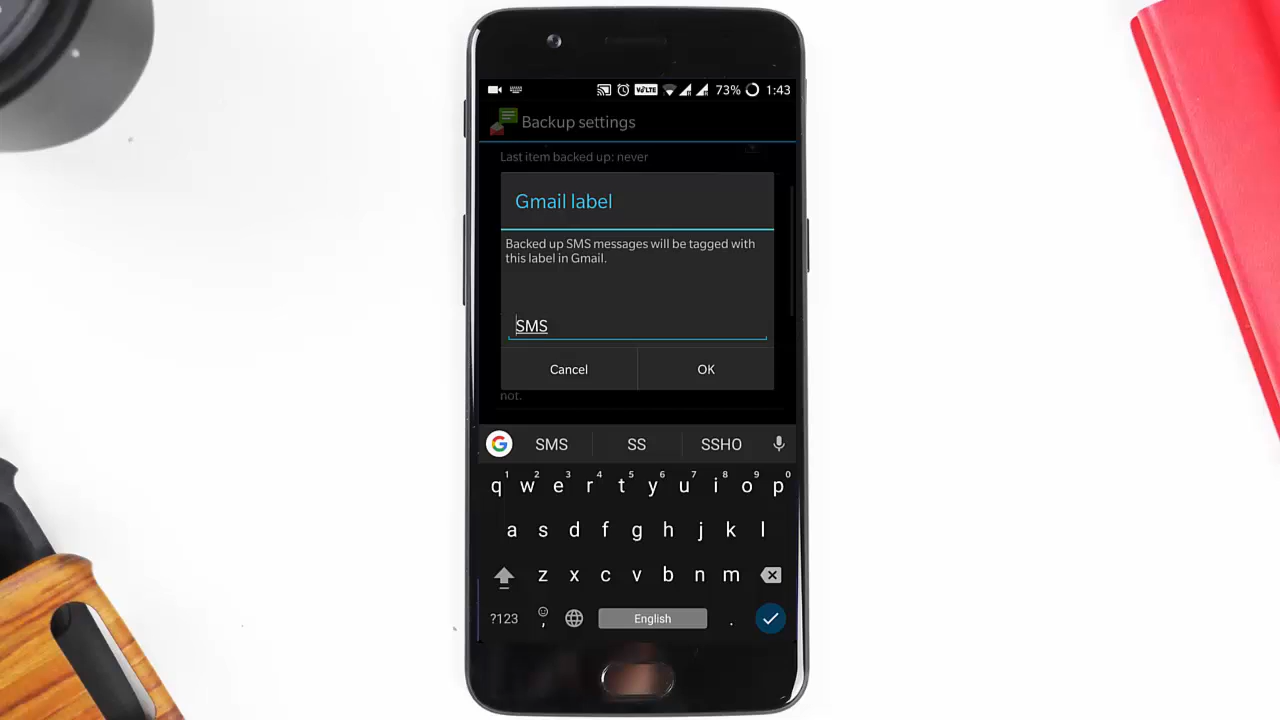 VoLTE 73% 1:43
Backup settings
Last item backed up: never
Gmail label
Backed up SMS messages will be tagged with
this label in Gmail.
SMS
Cancel OK
not.
G SMS SS SSHO
1 2 3 4 5 6 7 8 9 0
q w e r t y u i o p
a s d f g h j k l
z x c v b n m
?123 , English .